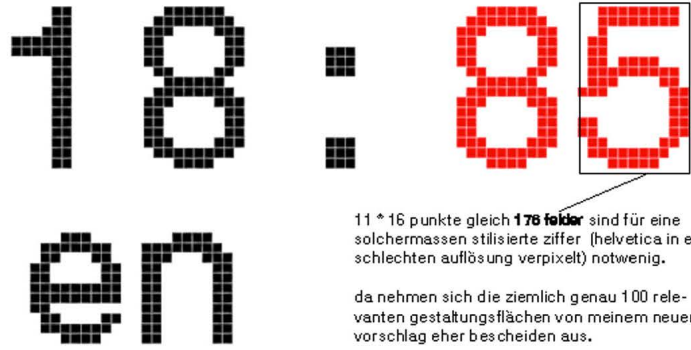 18:85
en
11 * 16 punkte gleich 176 felder sind für eine
solchermassen stilisierte ziffer (helvetica in e
schlechten auflösung verpixelt) notwenig.
da nehmen sich die ziemlich genau 100 rele-
vanten gestaltungsflächen von meinem neuen
vorschlag eher bescheiden aus.